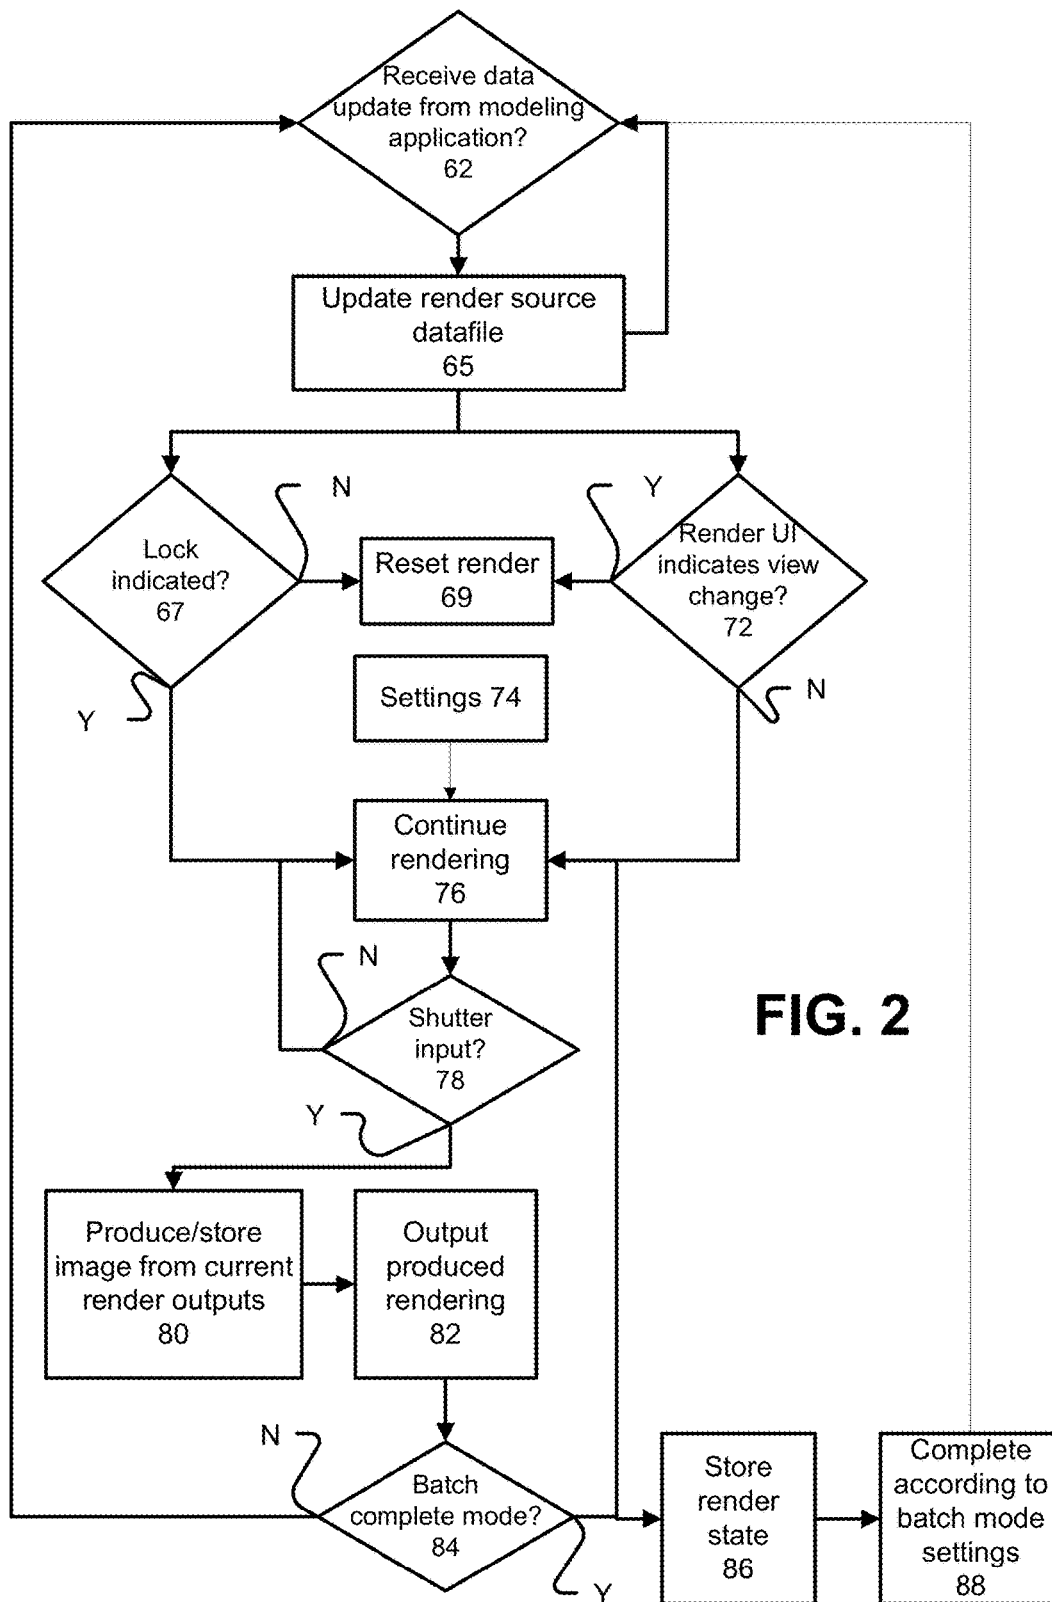 Receive data
update from modeling
application?
62
Update render source
datafile
65
N
Y
Lock
indicated?
67
Reset render
69
Render UI
indicates view
change?
72
Y
Settings 74
N
Continue
rendering
76
N
Shutter
input?
78
FIG. 2
Y
Produce/store
image from current
render outputs
80
Output
produced
rendering
82
N
Batch
complete mode?
84
Y
Store
render
state
86
Complete
according to
batch mode
settings
88